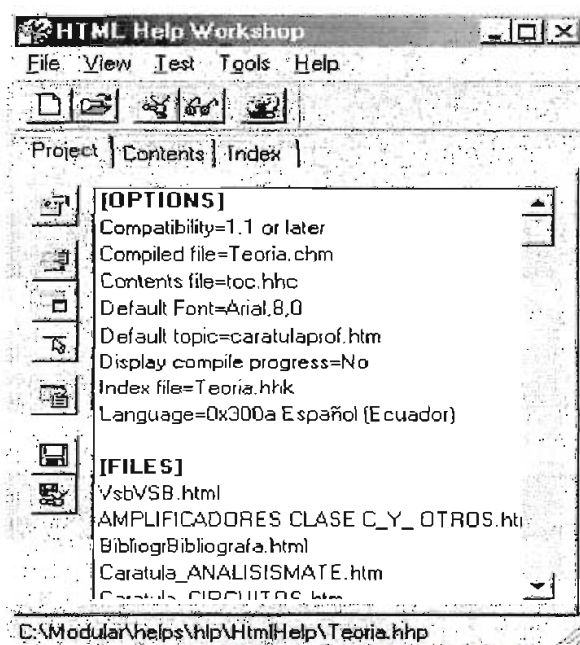 HTML Help Workshop
File View Test Tools Help
Project Contents Index
[OPTIONS]
Compatibility=1.1 or later
Compiled file=Teoria.chm
Contents file=toc.hhc
Default Font=Arial,8,0
Default topic=caratulaprof.htm
Display compile progress=No
Index file=Teoria.hhk
Language=0x300a Español (Ecuador)
[FILES]
VsbVSB.html
AMPLIFICADORES CLASE C_Y_ OTROS.ht
BibliogrBibliografa.html
Caratula_ANALISISMATE.htm
Caratula_CIRCUITOS.htm
C:\Modular\helps\hlp\HtmlHelp\Teoria.hhp